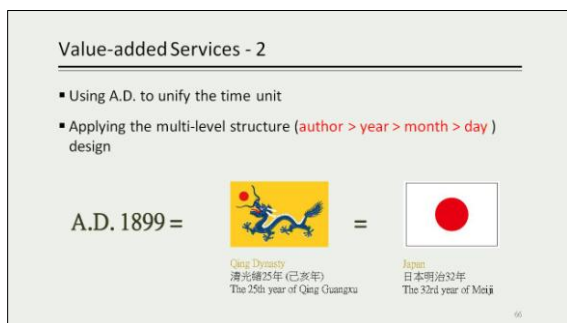 Value-added Services - 2
▪ Using A.D. to unify the time unit
▪ Applying the multi-level structure (author > year > month > day )
design
A.D. 1899 = =
Qing Dynasty
清光緒25年 (己亥年)
The 25th year of Qing Guangxu
Japan
日本明治32年
The 32rd year of Meiji
66